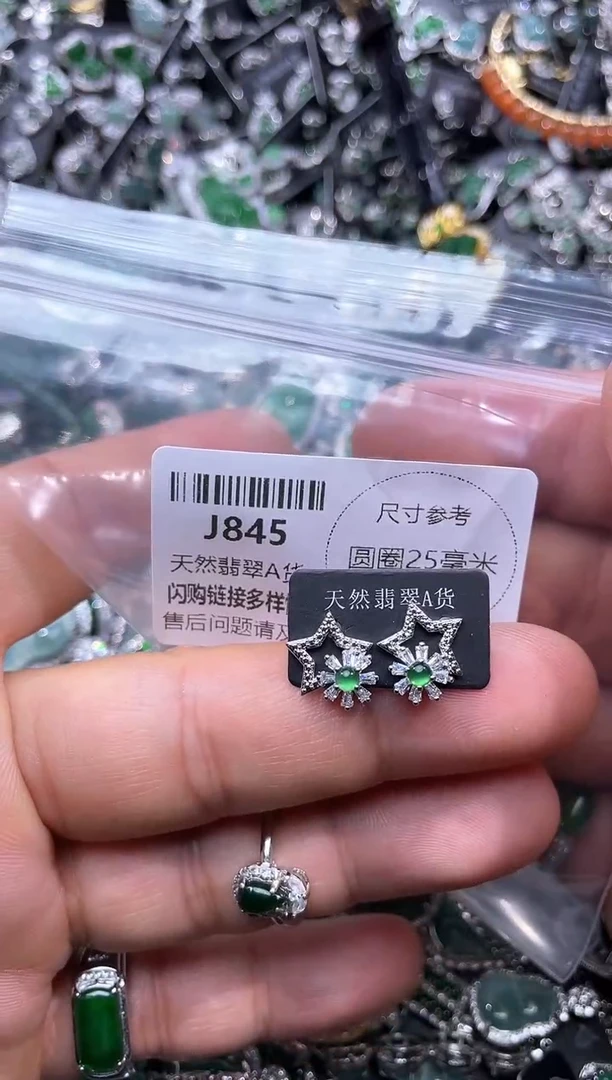 J845
尺寸参考
圆圈25毫米
天然翡翠A货
闪购链接多样
售后问题请及
天然翡翠A货